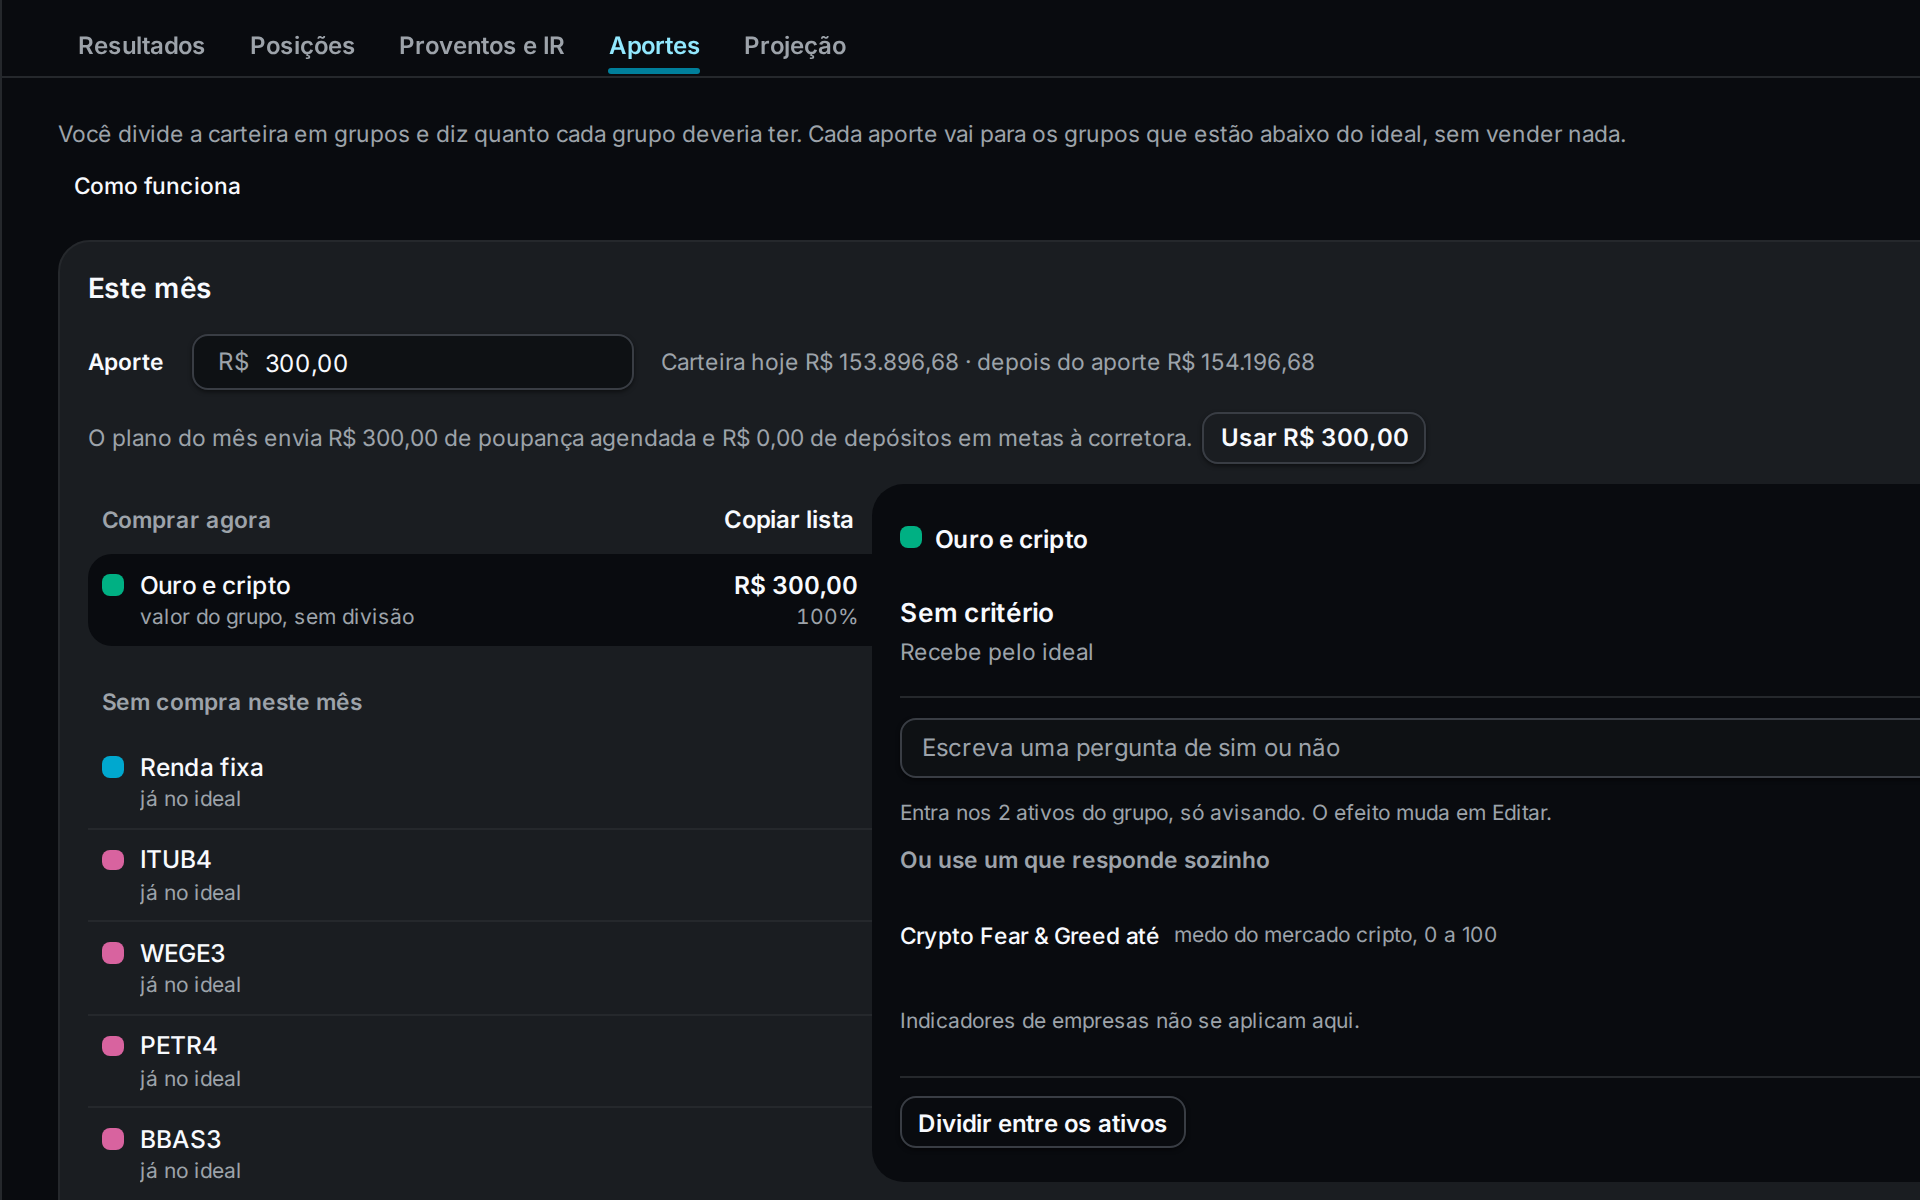 Resultados Posições Proventos e IR Aportes Projeção
Você divide a carteira em grupos e diz quanto cada grupo deveria ter. Cada aporte vai para os grupos que estão abaixo do ideal, sem vender nada.
Como funciona
Este mês
Aporte R$ 300,00 Carteira hoje R$ 153.896,68 · depois do aporte R$ 154.196,68
O plano do mês envia R$ 300,00 de poupança agendada e R$ 0,00 de depósitos em metas à corretora. Usar R$ 300,00
Comprar agora Copiar lista
Ouro e cripto R$ 300,00
valor do grupo, sem divisão 100%
Sem compra neste mês
Renda fixa
já no ideal
ITUB4
já no ideal
WEGE3
já no ideal
PETR4
já no ideal
BBAS3
já no ideal
Ouro e cripto
Sem critério
Recebe pelo ideal
Escreva uma pergunta de sim ou não
Entra nos 2 ativos do grupo, só avisando. O efeito muda em Editar.
Ou use um que responde sozinho
Crypto Fear & Greed até medo do mercado cripto, 0 a 100
Indicadores de empresas não se aplicam aqui.
Dividir entre os ativos